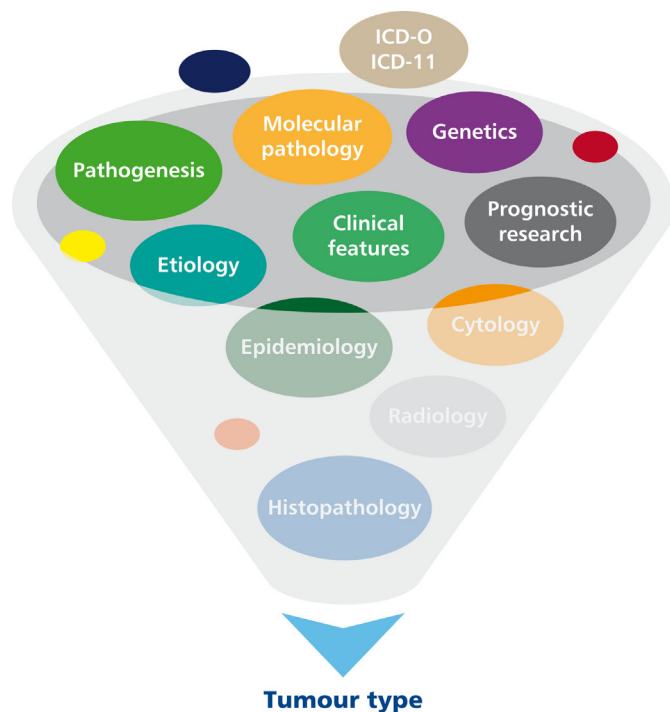 ICD-O
ICD-11
Molecular
pathology
Genetics
Pathogenesis
Clinical
features
Prognostic
research
Etiology
Epidemiology
Cytology
Radiology
Histopathology
Tumour type